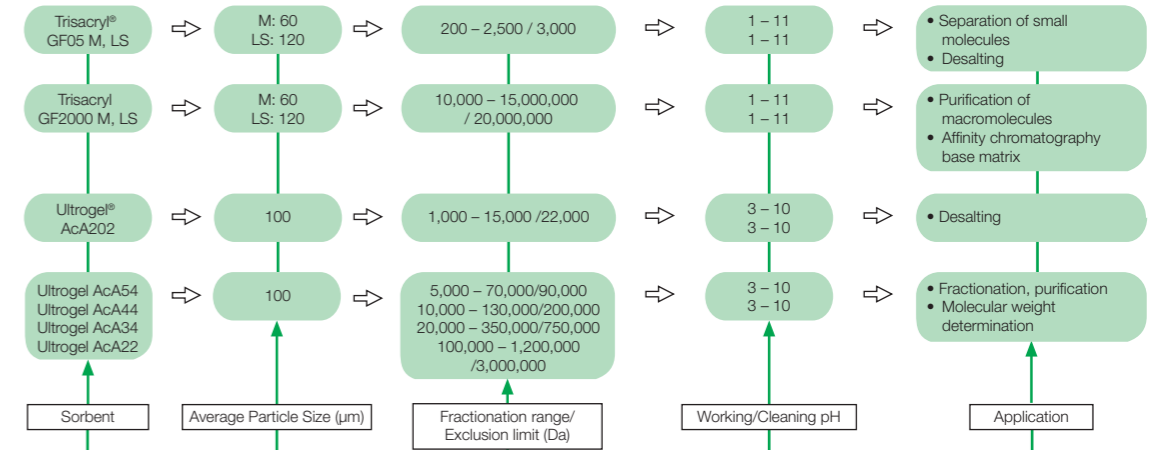 Trisacryl®
GF05 M, LS
M: 60
LS: 120
200 – 2,500 / 3,000
1 – 11
1 – 11
• Separation of small
molecules
• Desalting
Trisacryl
GF2000 M, LS
M: 60
LS: 120
10,000 – 15,000,000
/ 20,000,000
1 – 11
1 – 11
• Purification of
macromolecules
• Affinity chromatography
base matrix
Ultrogel®
AcA202
100
1,000 – 15,000 /22,000
3 – 10
3 – 10
• Desalting
Ultrogel AcA54
Ultrogel AcA44
Ultrogel AcA34
Ultrogel AcA22
100
5,000 – 70,000/90,000
10,000 – 130,000/200,000
20,000 – 350,000/750,000
100,000 – 1,200,000
/3,000,000
3 – 10
3 – 10
• Fractionation, purification
• Molecular weight
determination
Sorbent
Average Particle Size (µm)
Fractionation range/
Exclusion limit (Da)
Working/Cleaning pH
Application